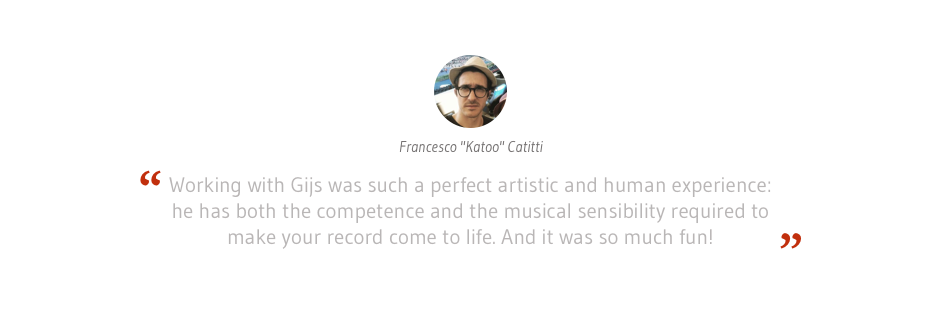 Francesco "Katoo" Catitti
“ Working with Gijs was such a perfect artistic and human experience:
he has both the competence and the musical sensibility required to
make your record come to life. And it was so much fun! ”